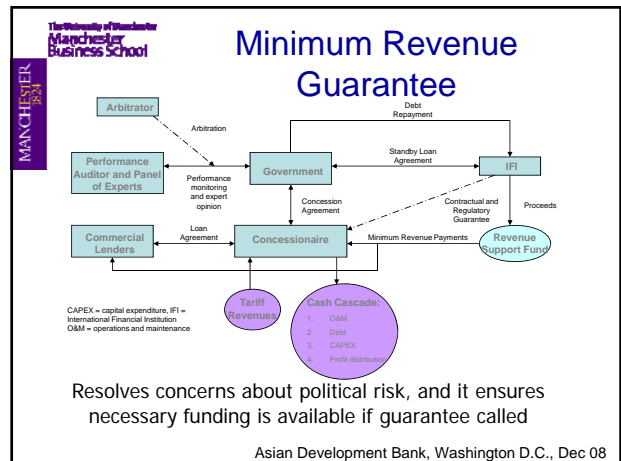 The University of Manchester
Manchester
Business School
MANCHESTER
1824
Minimum Revenue
Guarantee
Debt
Repayment
Arbitrator
Arbitration
Performance
Auditor and Panel
of Experts
Performance
monitoring
and expert
opinion
Government
Standby Loan
Agreement
IFI
Concession
Agreement
Contractual and
Regulatory
Guarantee
Proceeds
Commercial
Lenders
Loan
Agreement
Concessionaire
Minimum Revenue Payments
Revenue
Support Fund
Tariff
Revenues
Cash Cascade:
1. O&M
2. Debt
3. CAPEX
4. Profit distribution
CAPEX = capital expenditure, IFI =
International Financial Institution
O&M = operations and maintenance
Resolves concerns about political risk, and it ensures
necessary funding is available if guarantee called
Asian Development Bank, Washington D.C., Dec 08